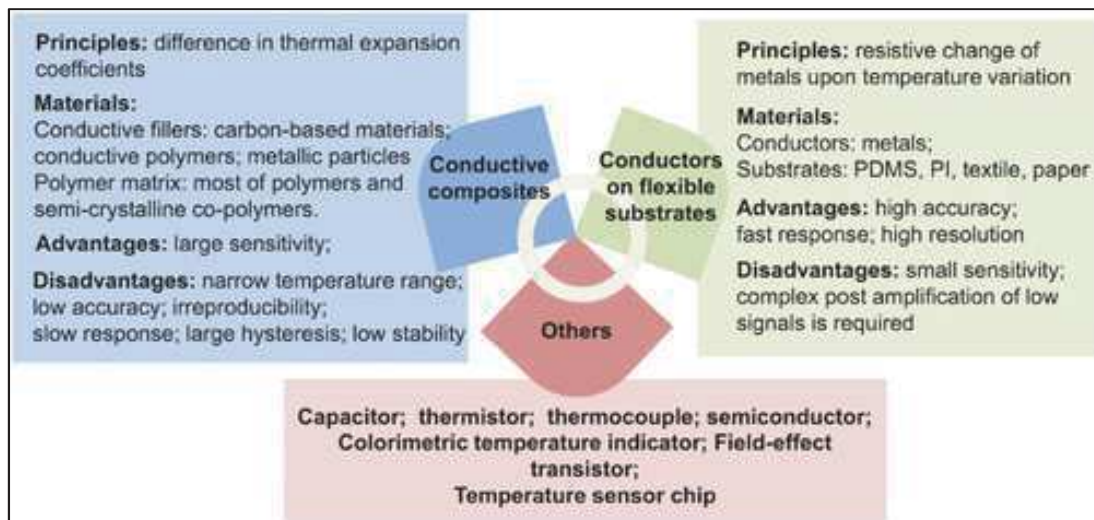 Principles: difference in thermal expansion
coefficients
Materials:
Conductive fillers: carbon-based materials;
conductive polymers; metallic particles
Polymer matrix: most of polymers and
semi-crystalline co-polymers.
Advantages: large sensitivity;
Disadvantages: narrow temperature range;
low accuracy; irreproducibility;
slow response; large hysteresis; low stability
Conductive
composites
Conductors
on flexible
substrates
Principles: resistive change of
metals upon temperature variation
Materials:
Conductors: metals;
Substrates: PDMS, PI, textile, paper
Advantages: high accuracy;
fast response; high resolution
Disadvantages: small sensitivity;
complex post amplification of low
signals is required
Others
Capacitor; thermistor; thermocouple; semiconductor;
Colorimetric temperature indicator; Field-effect
transistor;
Temperature sensor chip